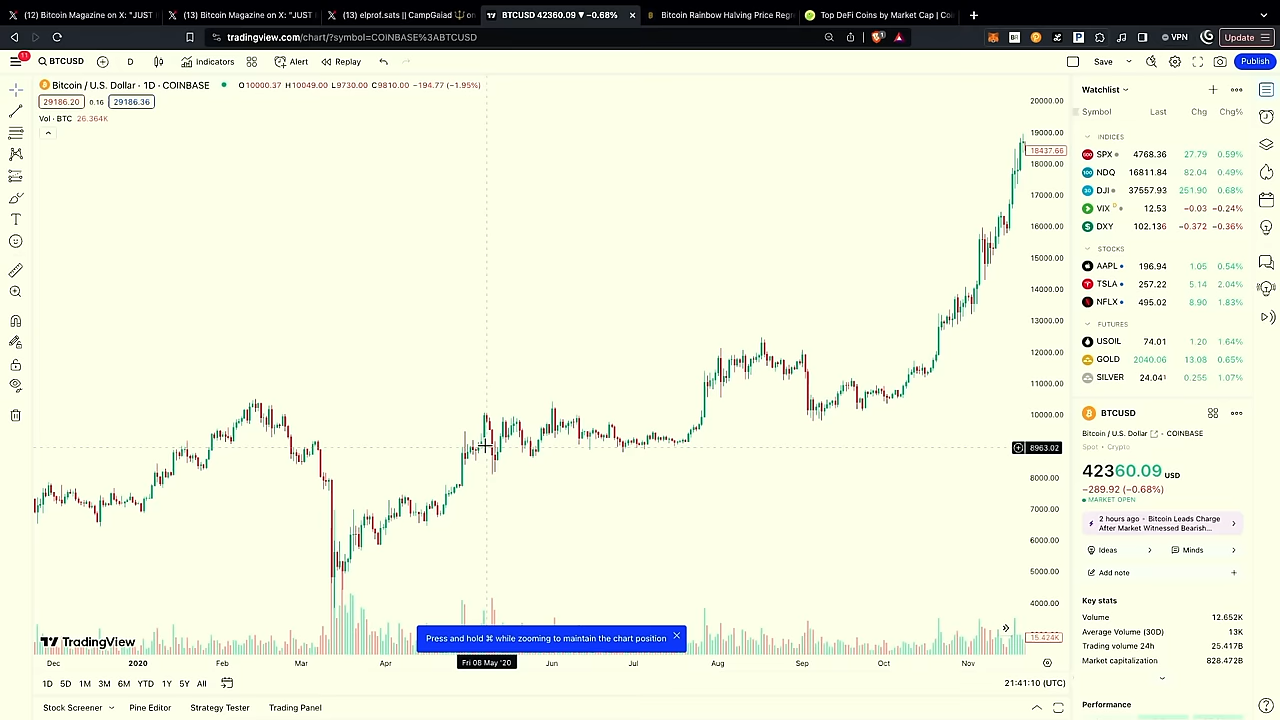 (12) Bitcoin Magazine on X: "JUST
(13) Bitcoin Magazine on X: "JUST
(13) elprof.sats || CampGaiad
BTCUSD 42360.09 ▼ −0.68%
Bitcoin Rainbow Halving Price Regr
Top DeFi Coins by Market Cap | Coi
tradingview.com/chart/?symbol=COINBASE%3ABTCUSD
VPN
Update
11
BTCUSD
D
Indicators
Alert
Replay
Save
Publish
Bitcoin / U.S. Dollar · 1D · COINBASE
O10000.37 H10049.00 L9730.00 C9810.00 −194.77 (−1.95%)
29186.20 0.16 29186.36
Vol · BTC 26.364K
20000.00
19000.00
18437.66
18000.00
17000.00
16000.00
15000.00
14000.00
13000.00
12000.00
11000.00
10000.00
8963.02
8000.00
7000.00
6000.00
5000.00
4000.00
15.424K
TradingView
Press and hold ⌘ while zooming to maintain the chart position
Dec 2020 Feb Mar Apr Fri 08 May '20 Jun Jul Aug Sep Oct Nov
1D 5D 1M 3M 6M YTD 1Y 5Y All
21:41:10 (UTC)
Stock Screener Pine Editor Strategy Tester Trading Panel
Watchlist
Symbol Last Chg Chg%
INDICES
SPX 4768.36 27.79 0.59%
NDQ 16811.84 82.04 0.49%
DJI 37557.93 251.90 0.68%
VIX D 12.53 −0.03 −0.24%
DXY 102.136 −0.372 −0.36%
STOCKS
AAPL 196.94 1.05 0.54%
TSLA 257.22 5.14 2.04%
NFLX 495.02 8.90 1.83%
FUTURES
USOIL 74.01 1.20 1.64%
GOLD 2040.06 13.08 0.65%
SILVER 24.041 0.255 1.07%
BTCUSD
Bitcoin / U.S. Dollar · COINBASE
Spot · Crypto
42360.09 USD
−289.92 (−0.68%)
MARKET OPEN
2 hours ago · Bitcoin Leads Charge
After Market Witnessed Bearish...
Ideas
Minds
Add note
Key stats
Volume 12.652K
Average Volume (30D) 13K
Trading volume 24h 25.417B
Market capitalization 828.472B
Performance